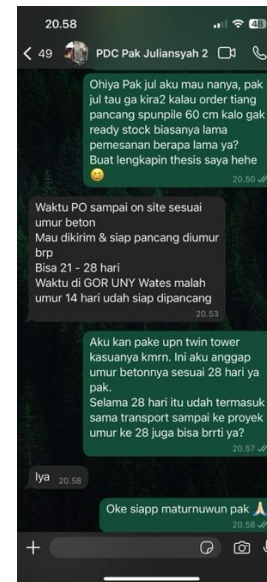 20.58
43
49
PDC Pak Juliansyah 2
Ohiya Pak jul aku mau nanya, pak
jul tau ga kira2 kalau order tiang
pancang spunpile 60 cm kalo gak
ready stock biasanya lama
pemesanan berapa lama ya?
Buat lengkapin thesis saya hehe
20.50
Waktu PO sampai on site sesuai
umur beton
Mau dikirim & siap pancang diumur
brp
Bisa 21 - 28 hari
Waktu di GOR UNY Wates malah
umur 14 hari udah siap dipancang
20.53
Aku kan pake upn twin tower
kasuanya kmrn. Ini aku anggap
umur betonnya sesuai 28 hari ya
pak.
Selama 28 hari itu udah termasuk
sama transport sampai ke proyek
umur ke 28 juga bisa brrti ya?
20.57
Iya
20.58
Oke siapp maturnuwun pak 🙏🏻
20.58